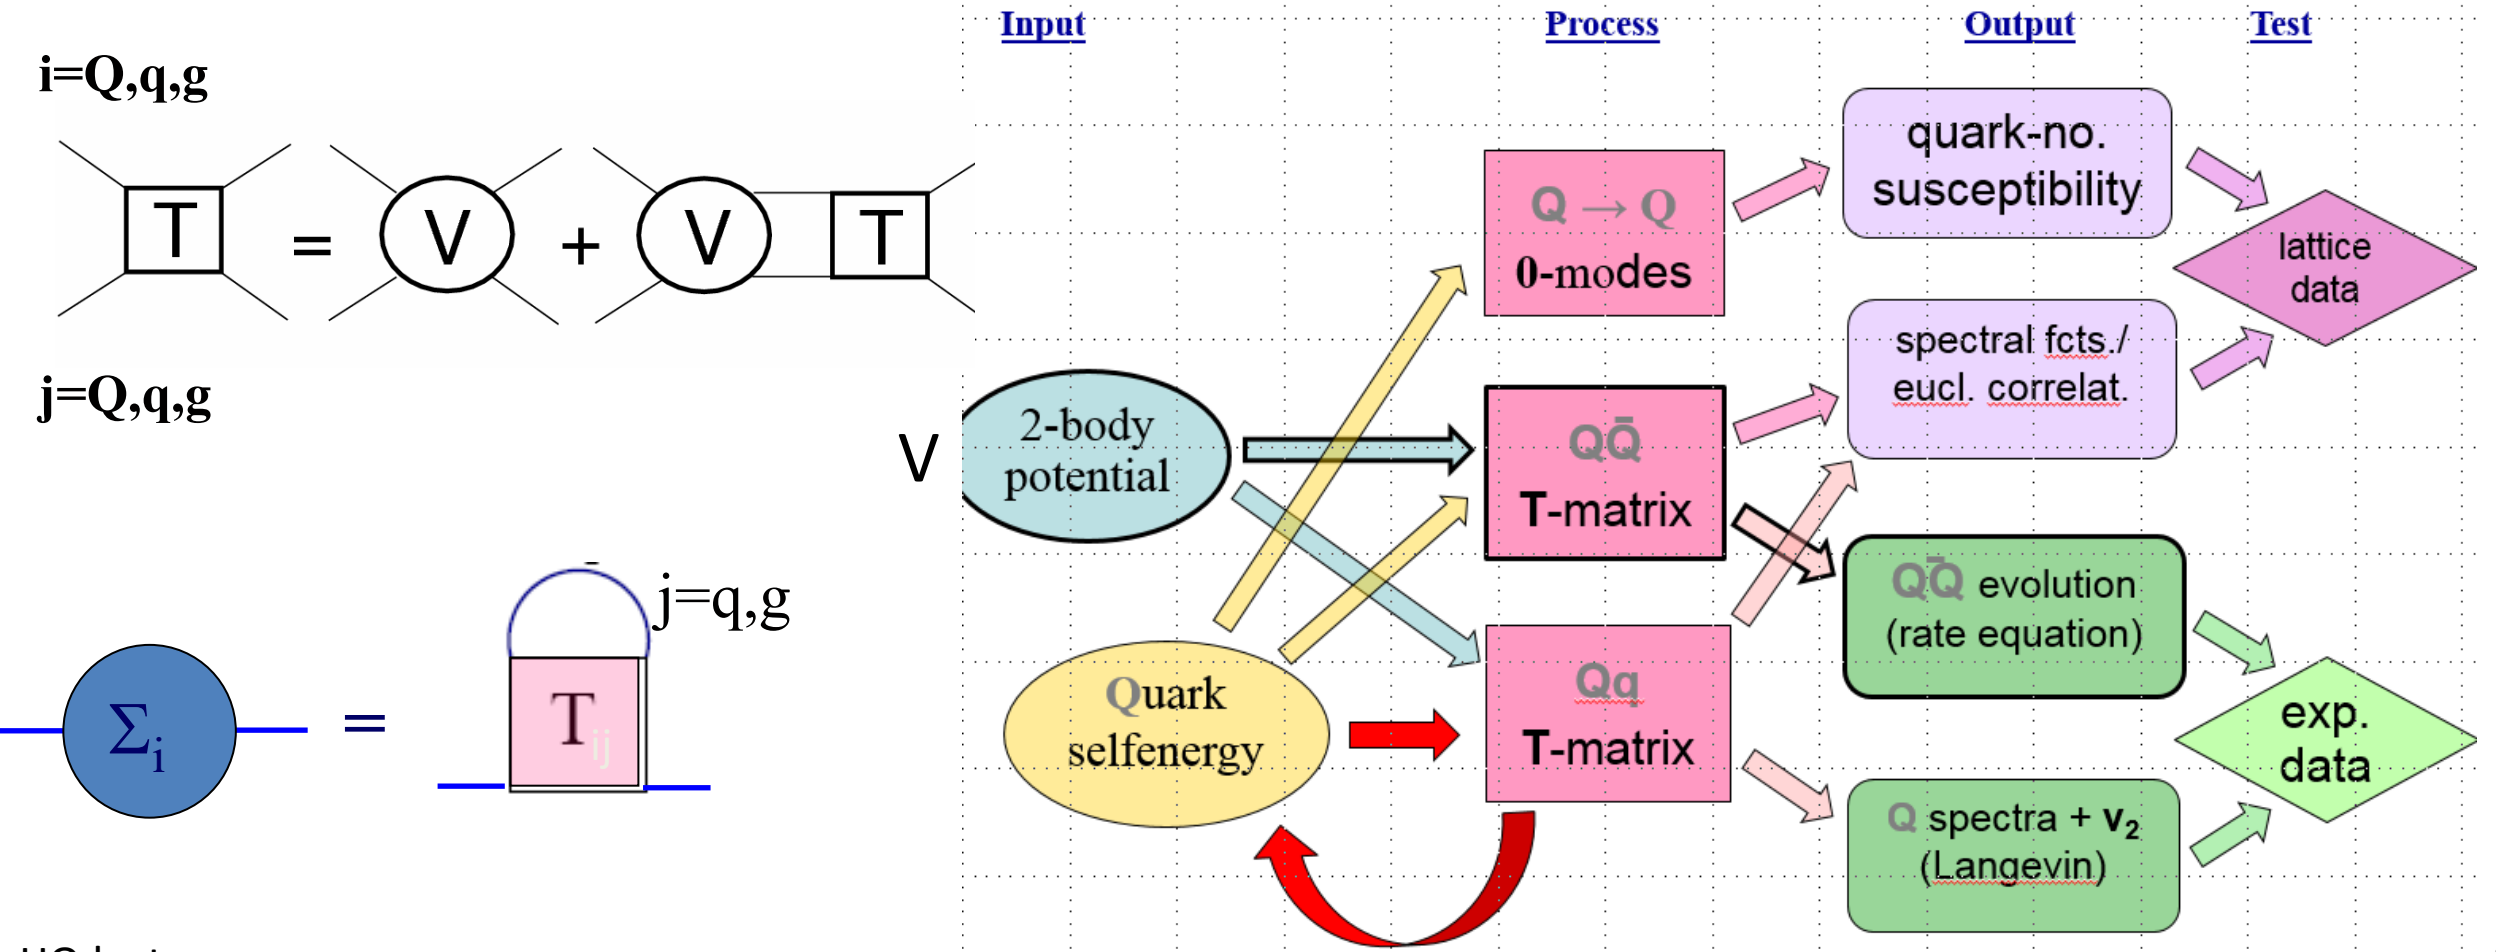 i=Q,q,g
T
=
V
+
V
T
j=Q,q,g
V
Σi
=
Tij
j=q,g
Input
Process
Output
Test
2-body
potential
Quark
selfenergy
Q → Q
0-modes
QQ̄
T-matrix
Qq
T-matrix
quark-no.
susceptibility
spectral fcts./
eucl. correlat.
QQ̄ evolution
(rate equation)
Q spectra + v2
(Langevin)
lattice
data
exp.
data